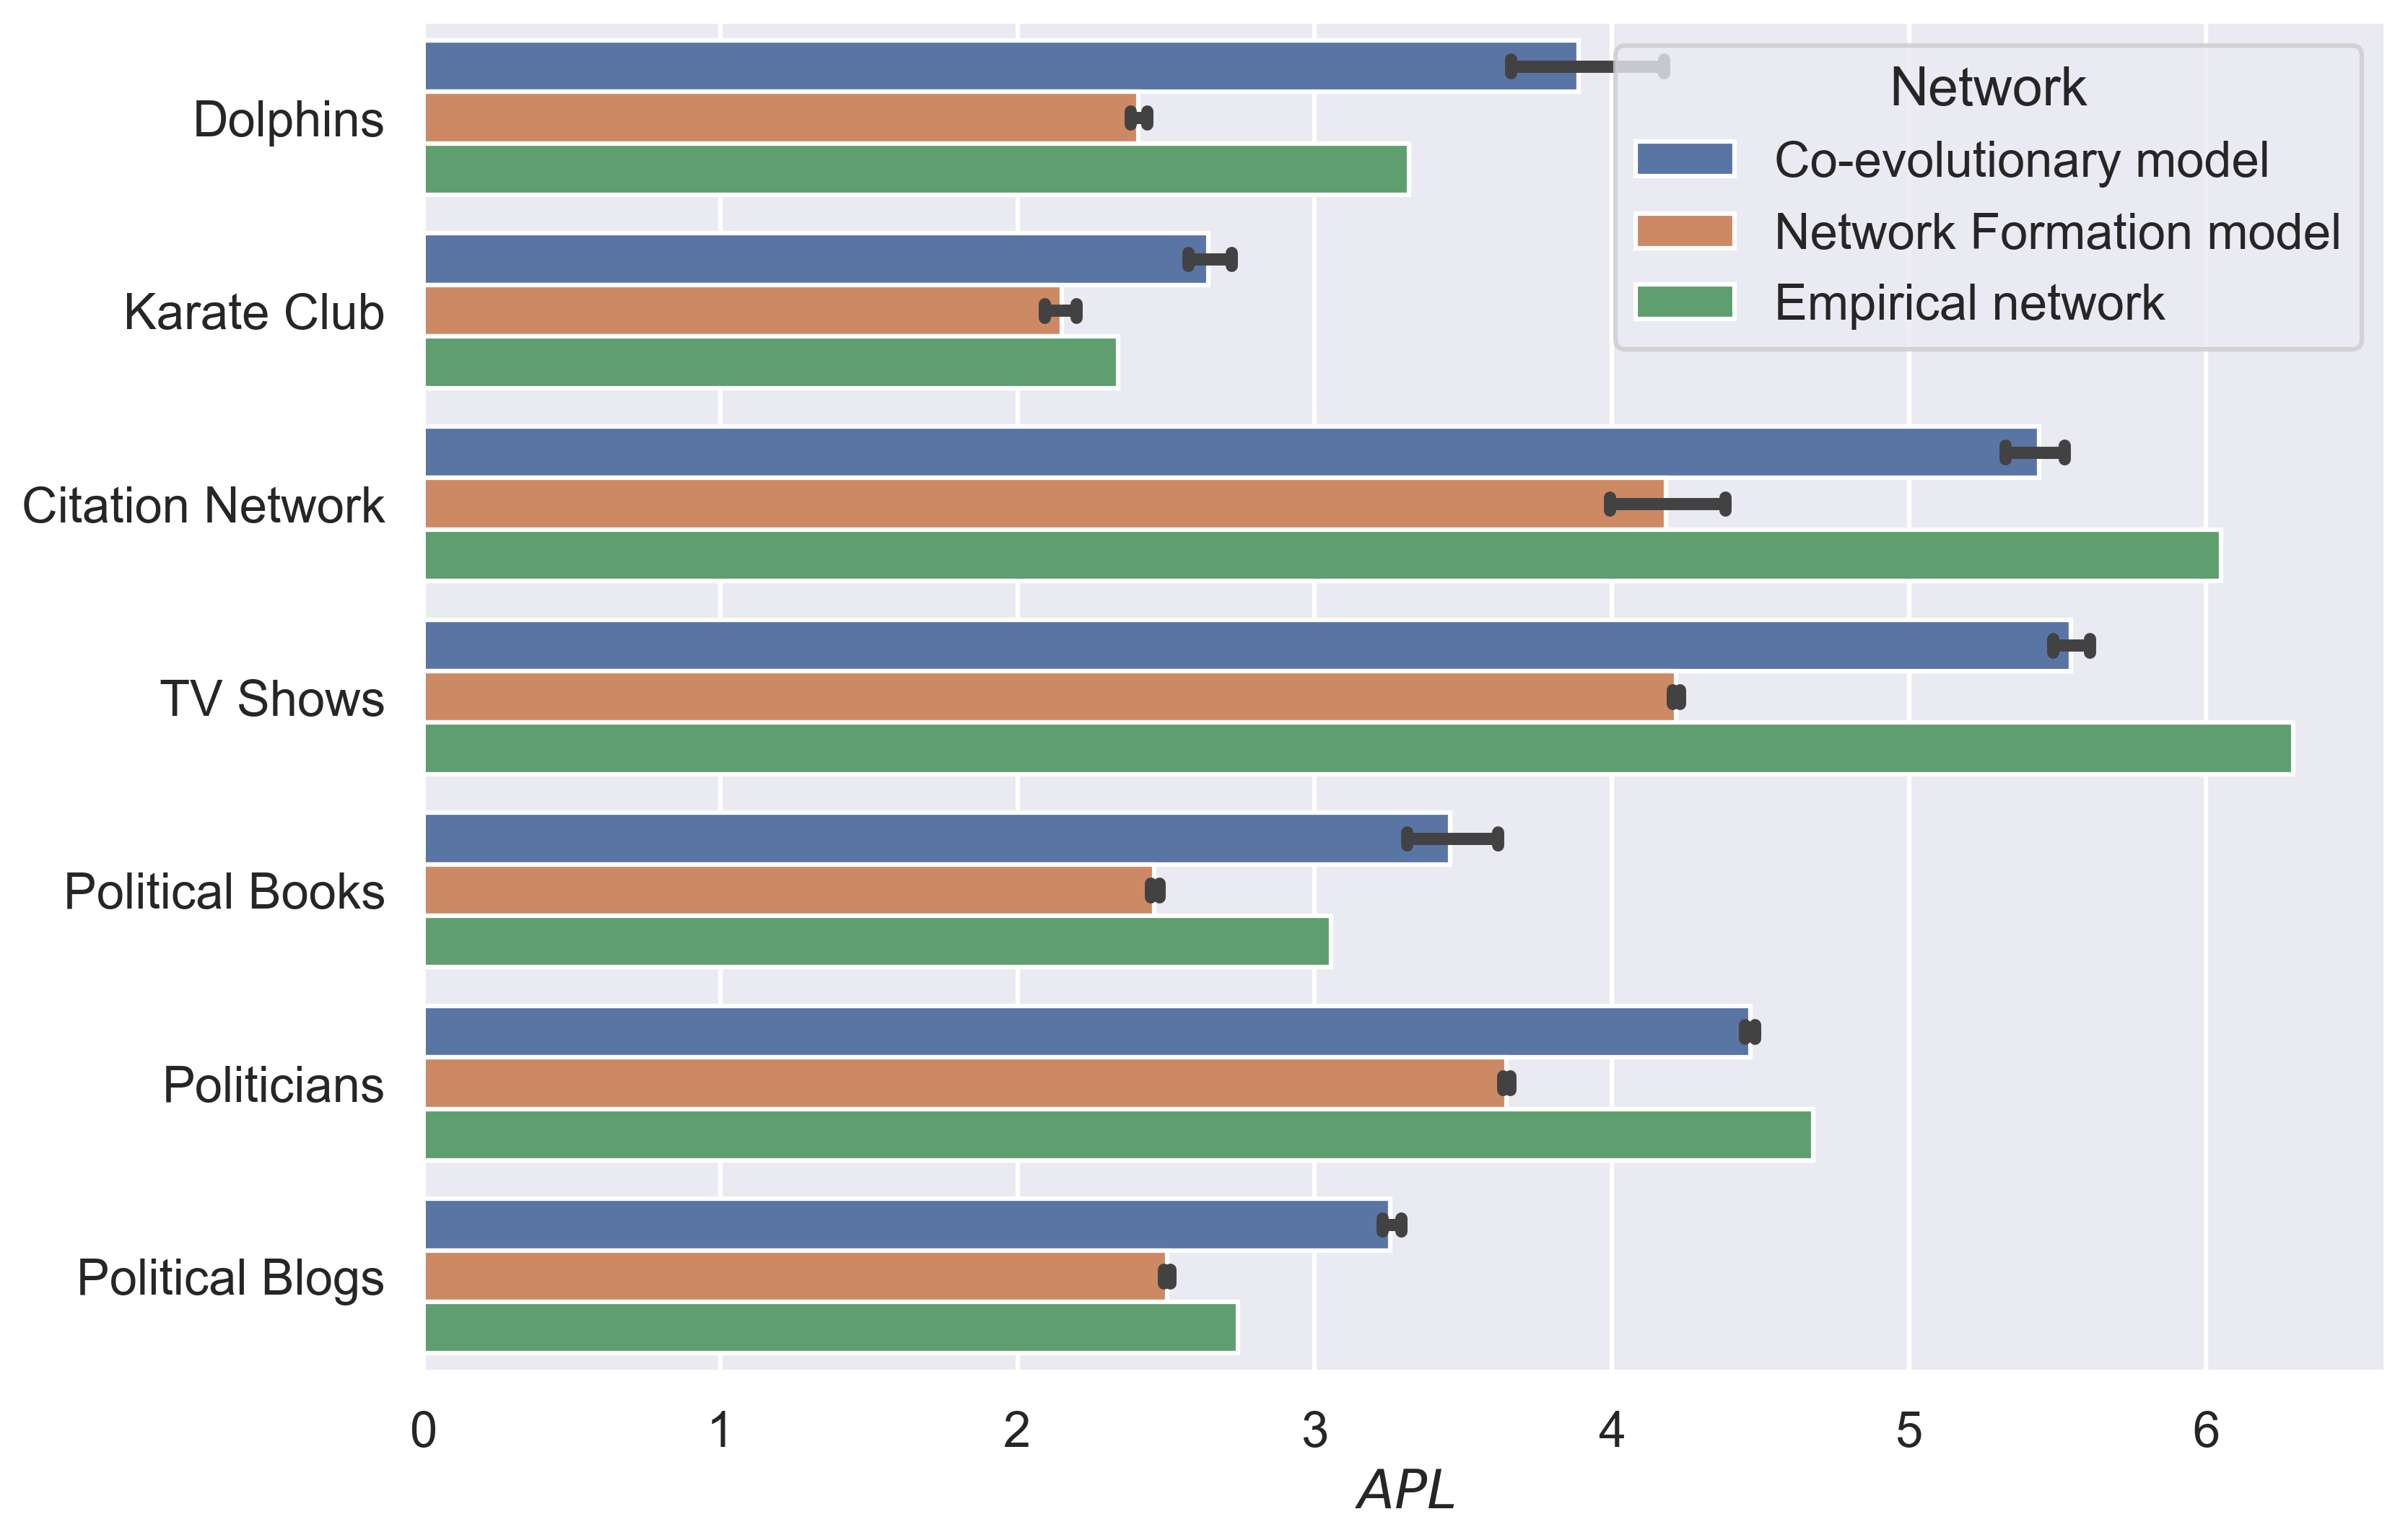 Network
Co-evolutionary model
Network Formation model
Empirical network
Dolphins
Karate Club
Citation Network
TV Shows
Political Books
Politicians
Political Blogs
0 1 2 3 4 5 6
APL